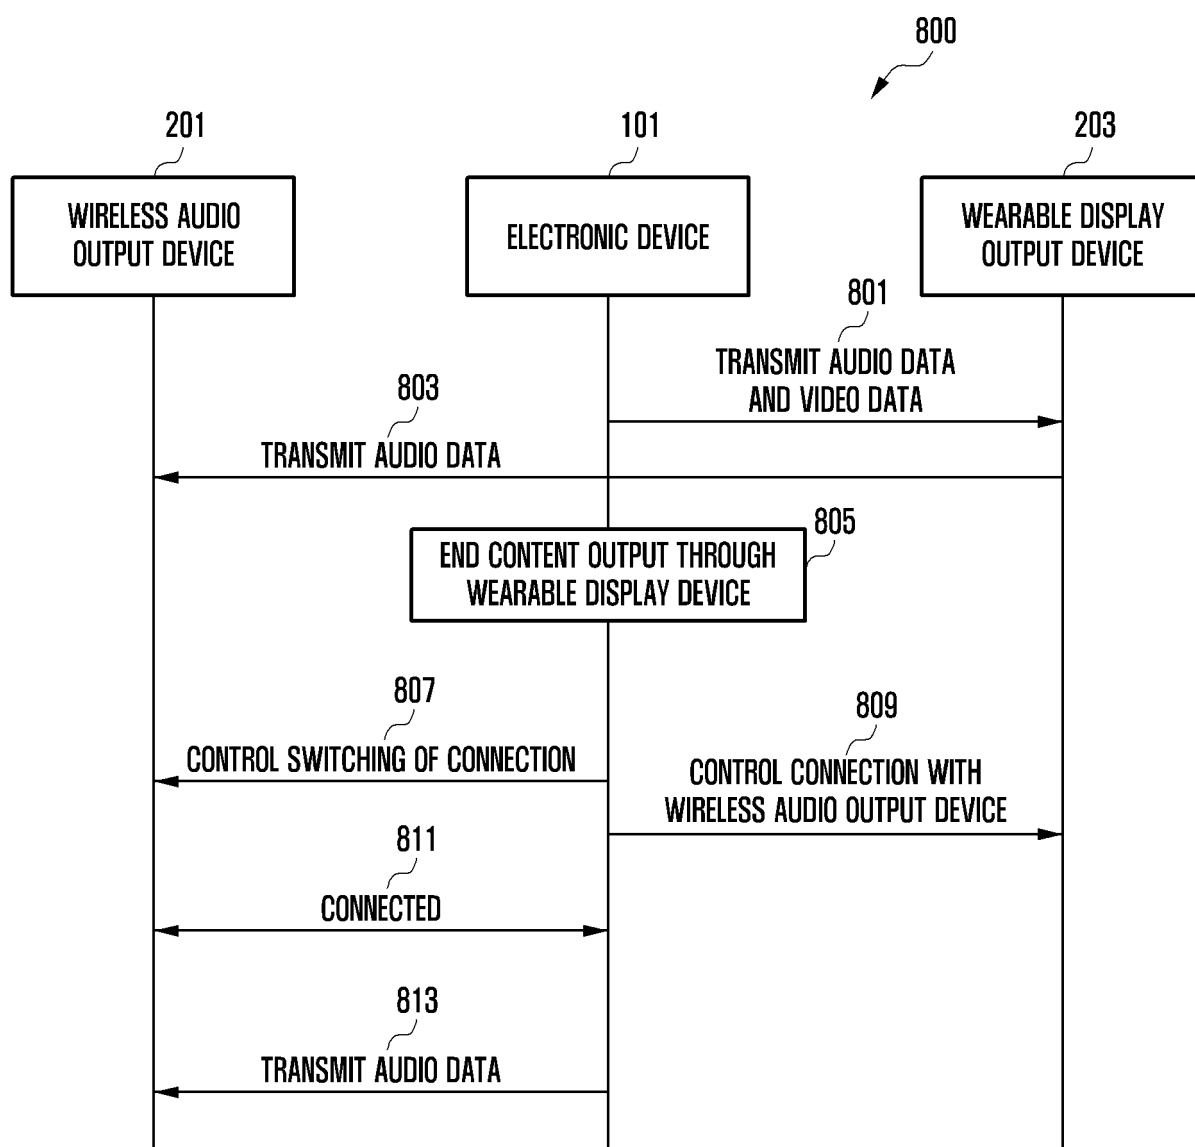 800
201
101
203
WIRELESS AUDIO
OUTPUT DEVICE
ELECTRONIC DEVICE
WEARABLE DISPLAY
OUTPUT DEVICE
801
TRANSMIT AUDIO DATA
AND VIDEO DATA
803
TRANSMIT AUDIO DATA
805
END CONTENT OUTPUT THROUGH
WEARABLE DISPLAY DEVICE
807
CONTROL SWITCHING OF CONNECTION
809
CONTROL CONNECTION WITH
WIRELESS AUDIO OUTPUT DEVICE
811
CONNECTED
813
TRANSMIT AUDIO DATA